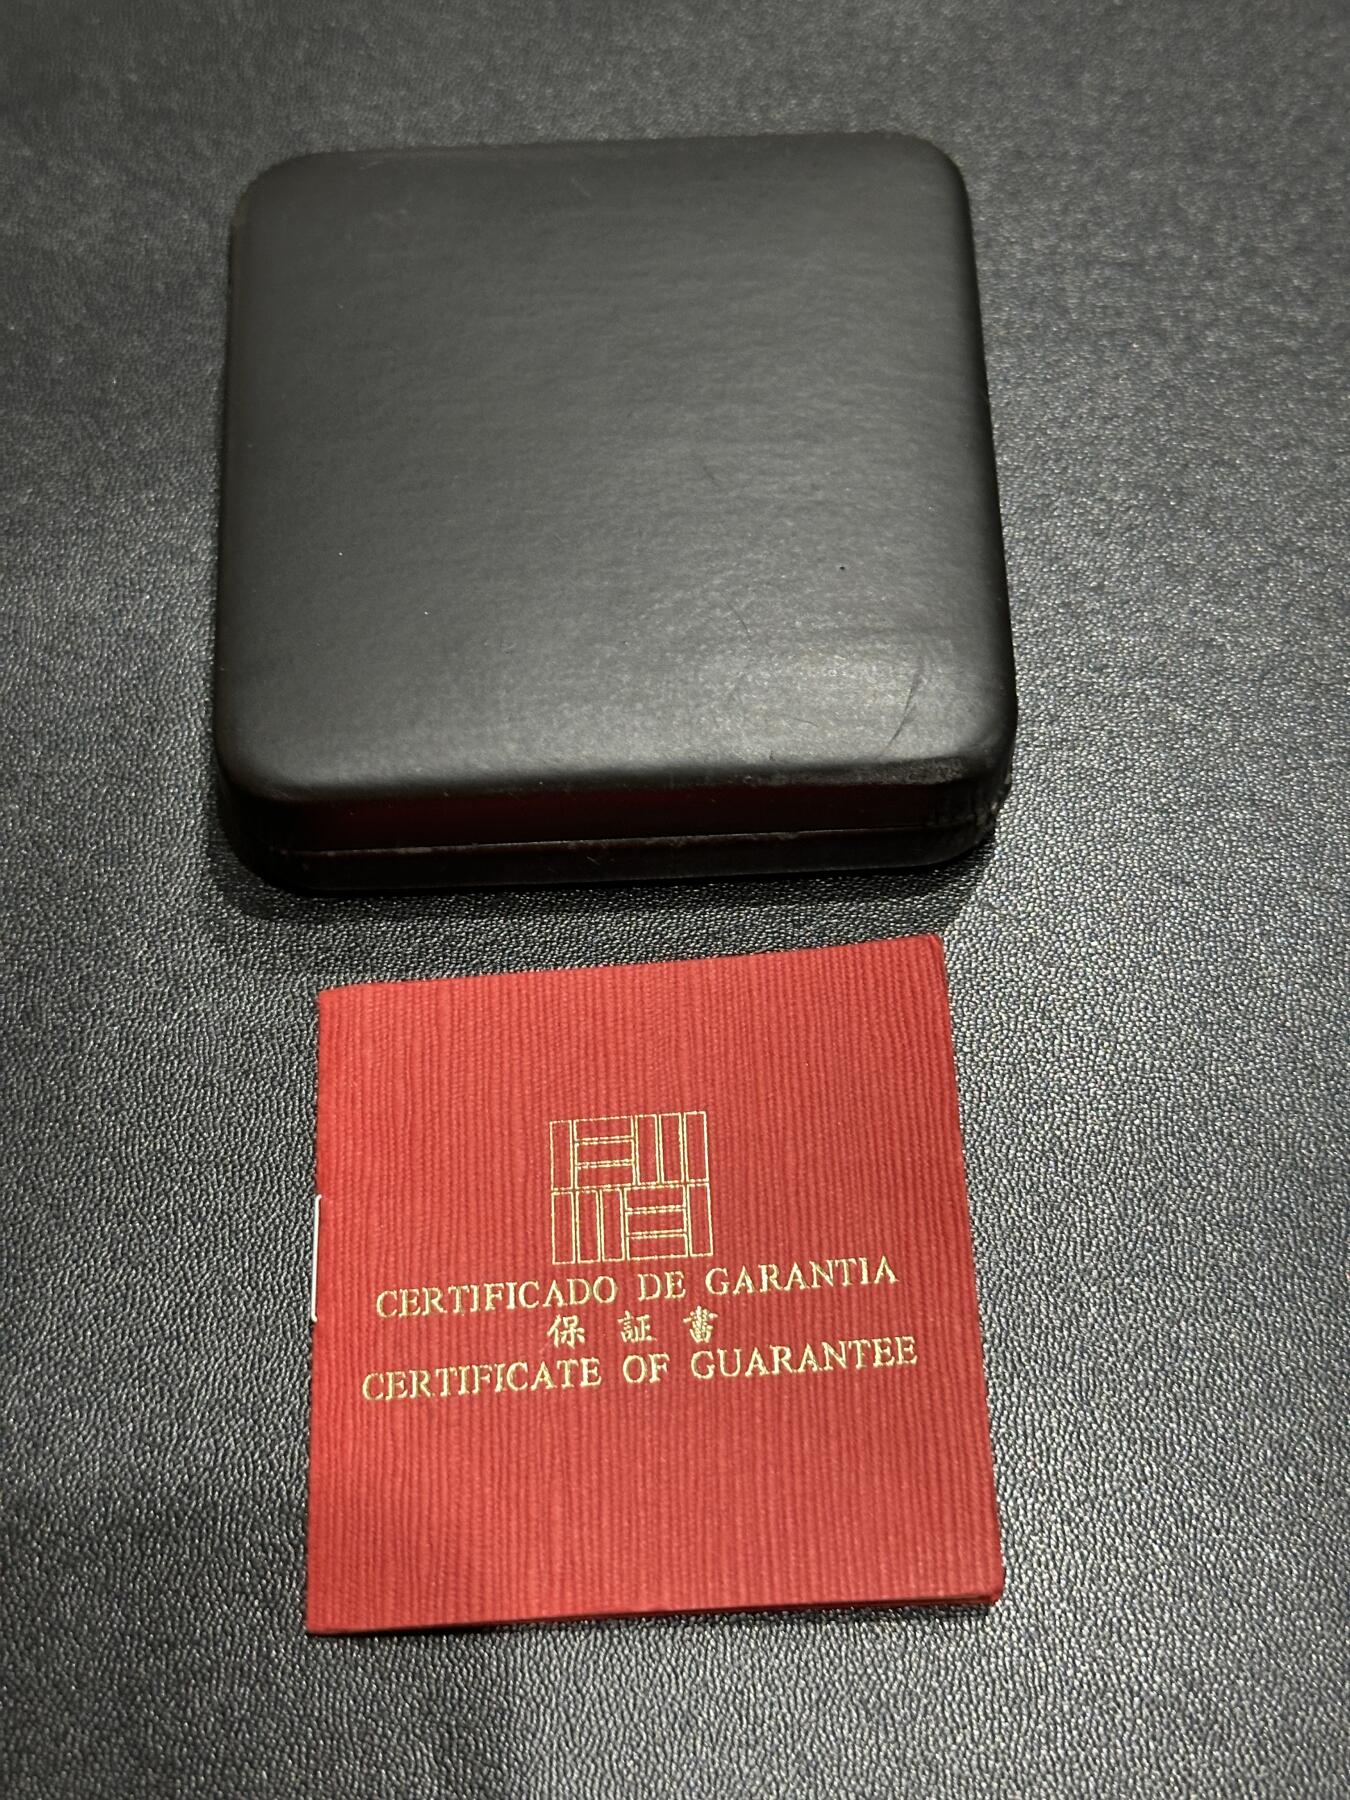 CERTIFICADO DE GARANTIA
保証書
CERTIFICATE OF GUARANTEE